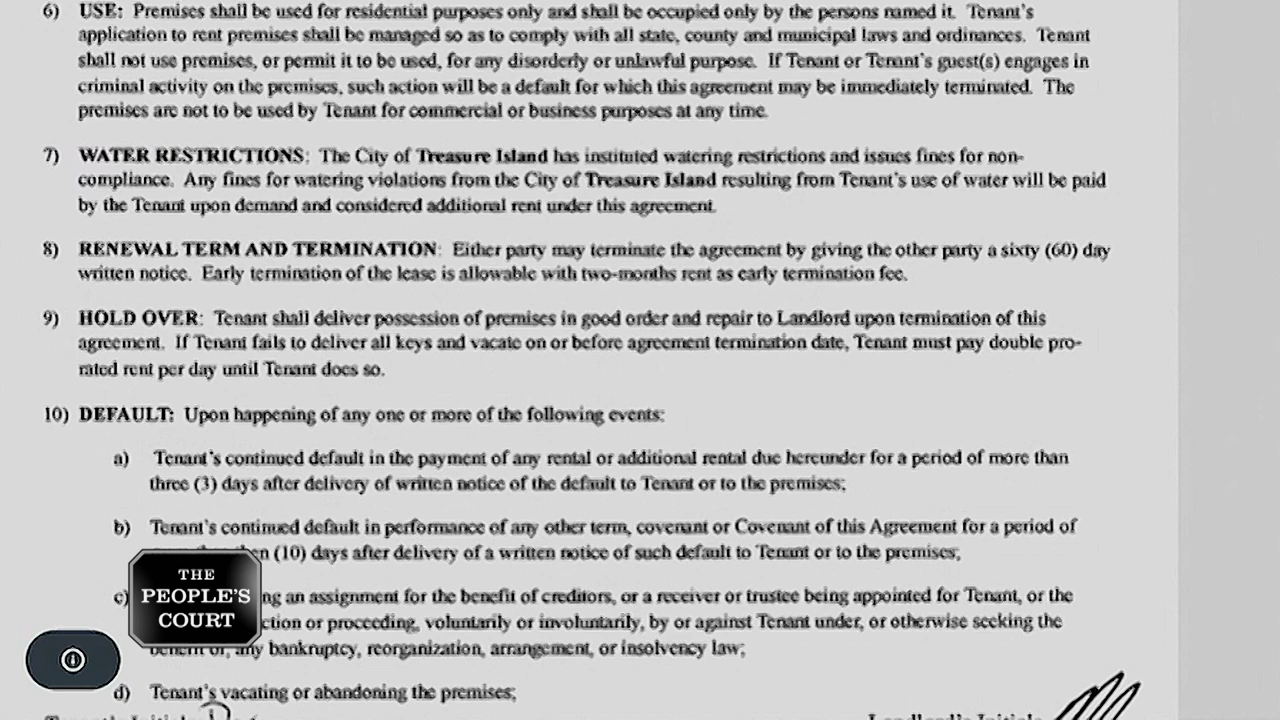 6) USE: Premises shall be used for residential purposes only and shall be occupied only by the persons named it. Tenant's
application to rent premises shall be managed so as to comply with all state, county and municipal laws and ordinances. Tenant
shall not use premises, or permit it to be used, for any disorderly or unlawful purpose. If Tenant or Tenant's guest(s) engages in
criminal activity on the premises, such action will be a default for which this agreement may be immediately terminated. The
premises are not to be used by Tenant for commercial or business purposes at any time.
7) WATER RESTRICTIONS: The City of Treasure Island has instituted watering restrictions and issues fines for non-
compliance. Any fines for watering violations from the City of Treasure Island resulting from Tenant's use of water will be paid
by the Tenant upon demand and considered additional rent under this agreement.
8) RENEWAL TERM AND TERMINATION: Either party may terminate the agreement by giving the other party a sixty (60) day
written notice. Early termination of the lease is allowable with two-months rent as early termination fee.
9) HOLD OVER: Tenant shall deliver possession of premises in good order and repair to Landlord upon termination of this
agreement. If Tenant fails to deliver all keys and vacate on or before agreement termination date, Tenant must pay double pro-
rated rent per day until Tenant does so.
10) DEFAULT: Upon happening of any one or more of the following events:
a) Tenant's continued default in the payment of any rental or additional rental due hereunder for a period of more than
three (3) days after delivery of written notice of the default to Tenant or to the premises;
b) Tenant's continued default in performance of any other term, covenant or Covenant of this Agreement for a period of
(10) days after delivery of a written notice of such default to Tenant or to the premises;
c) an assignment for the benefit of creditors, or a receiver or trustee being appointed for Tenant, or the
or proceeding, voluntarily or involuntarily, by or against Tenant under, or otherwise seeking the
benefit of, any bankruptcy, reorganization, arrangement, or insolvency law;
d) Tenant's vacating or abandoning the premises;
THE
PEOPLE'S
COURT